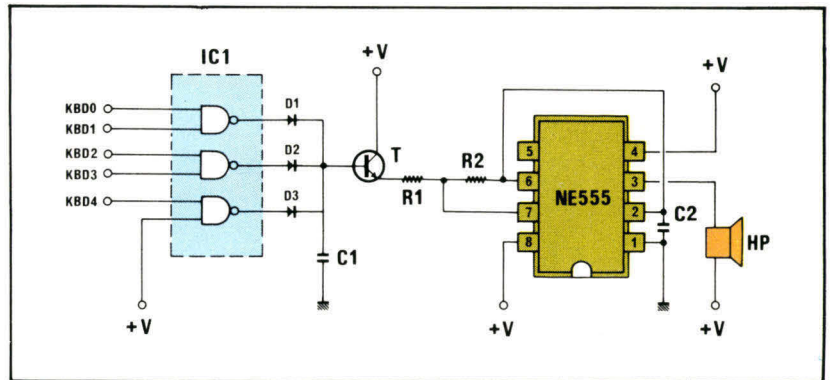 IC1
KBD0
KBD1
KBD2
KBD3
KBD4
+V
D1
D2
D3
C1
+V
T
R1
R2
+V
5
6
7
8
NE555
4
3
2
1
C2
+V
HP
+V